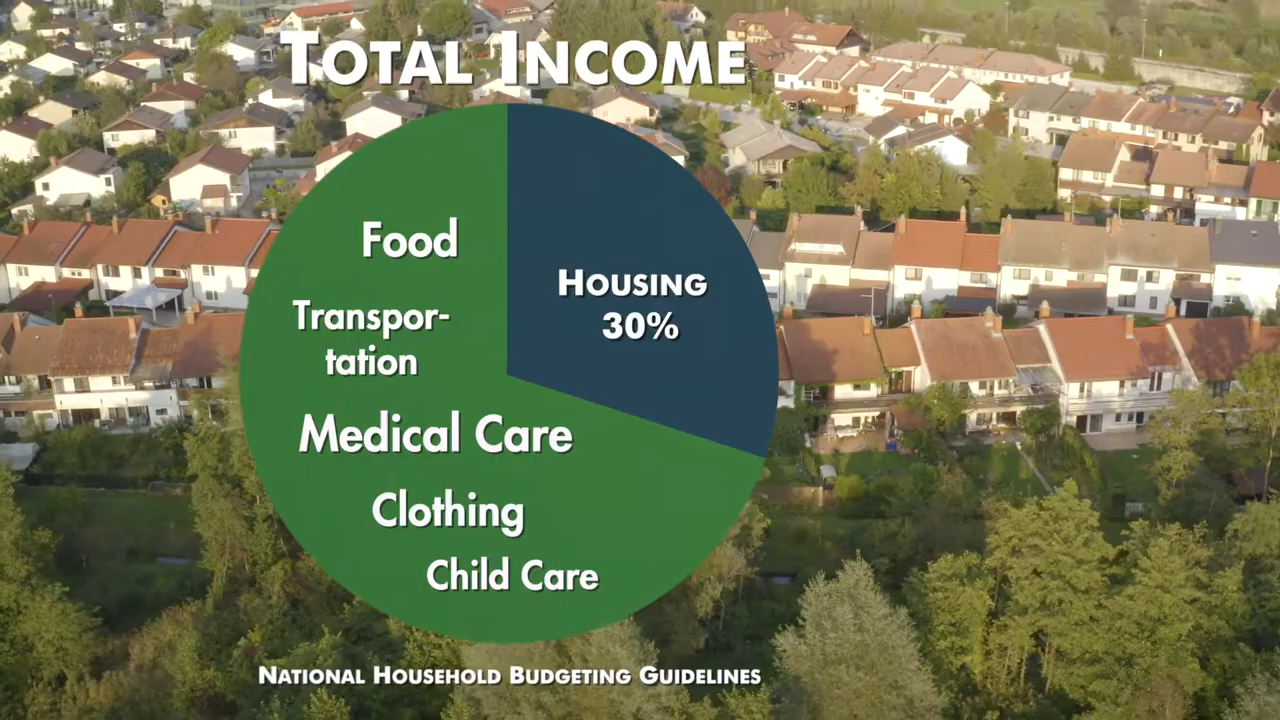 TOTAL INCOME
Food
HOUSING
30%
Transpor-
tation
Medical Care
Clothing
Child Care
NATIONAL HOUSEHOLD BUDGETING GUIDELINES